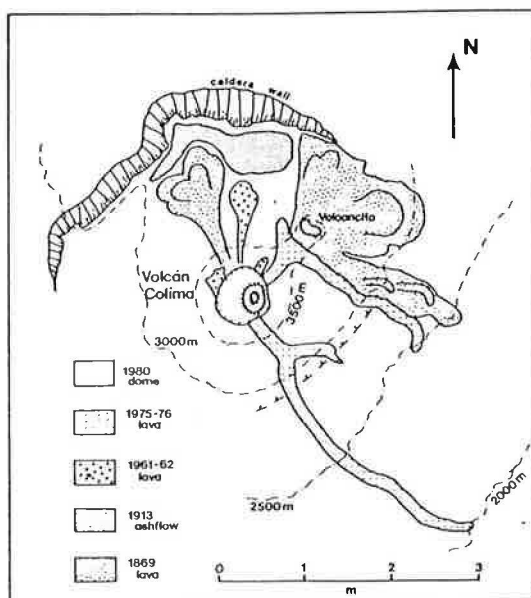 N
caldera wall
Volcancito
Volcán
Colima
D
3500m
3000m
1980
dome
1975-76
lava
1961-62
lava
1913
ashflow
1869
lava
2500m
2000m
0 1 2 3
m